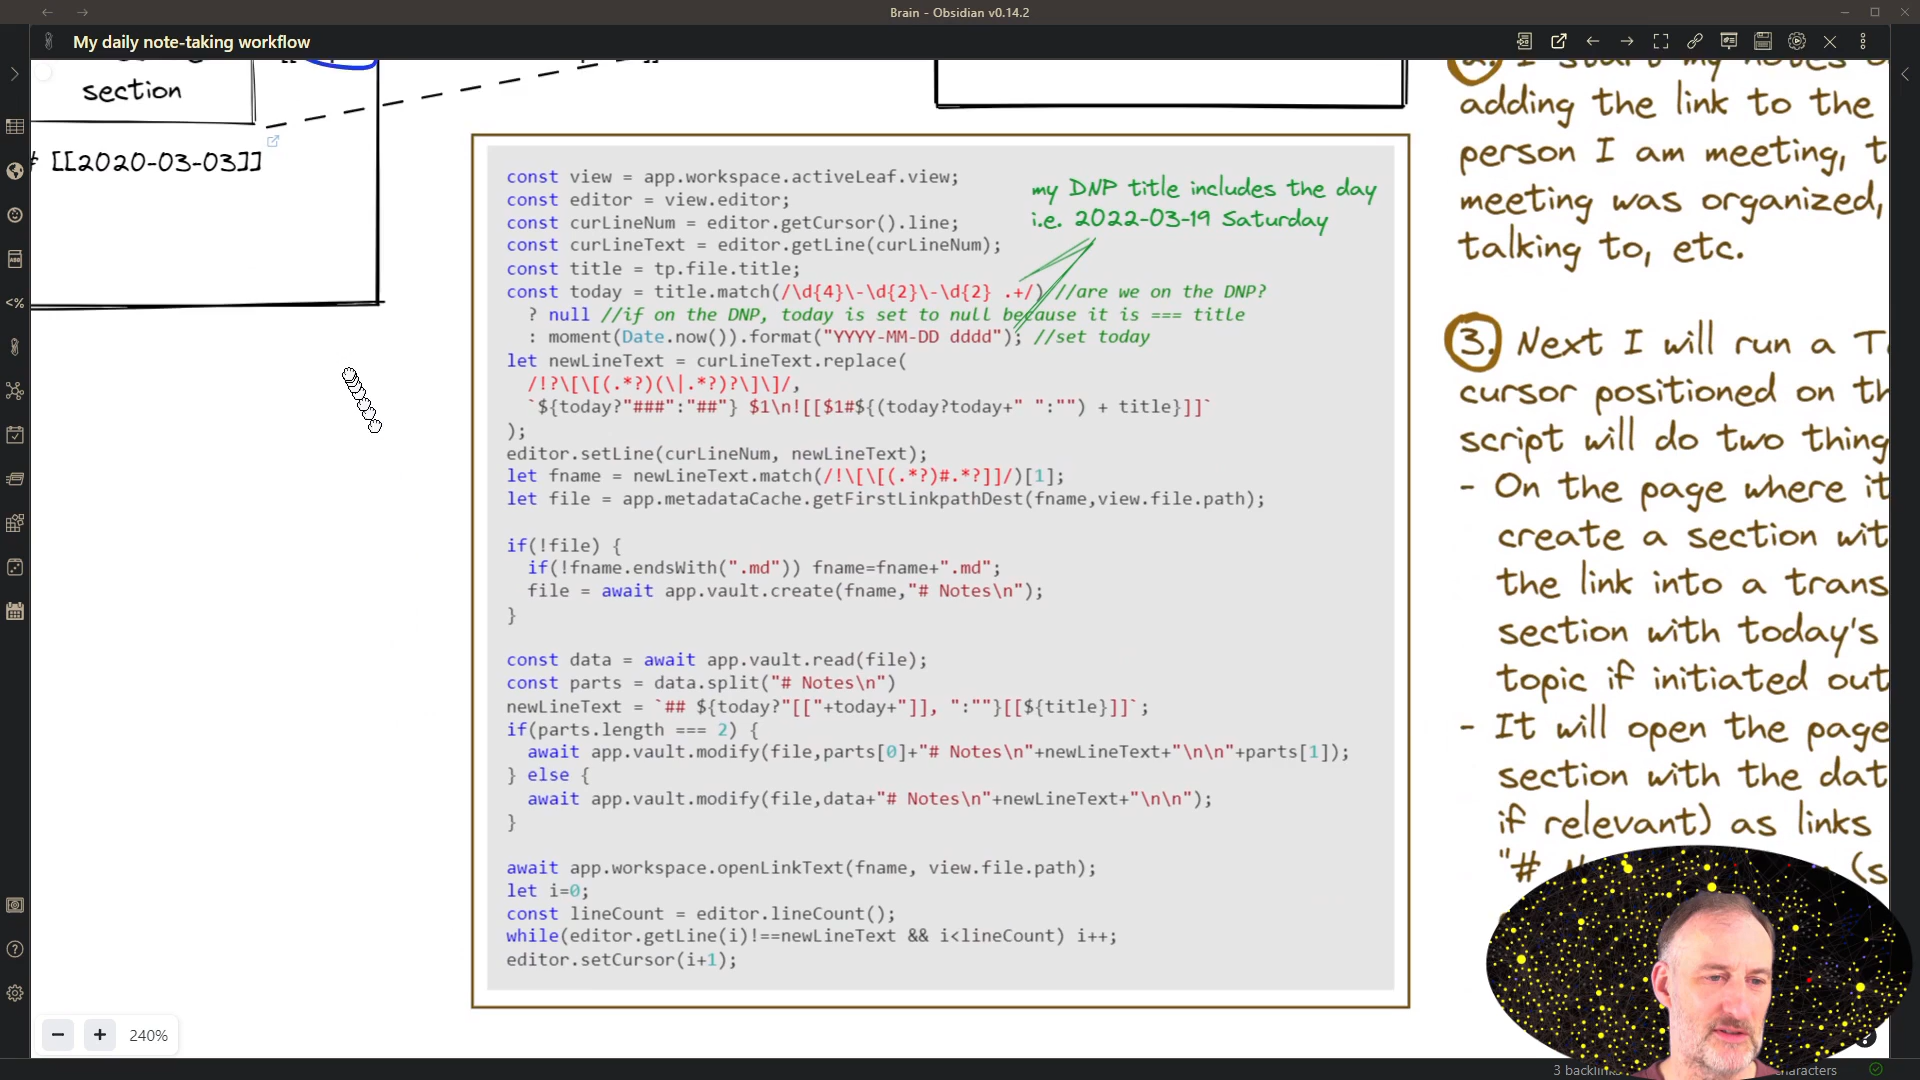 Brain - Obsidian v0.14.2
My daily note-taking workflow
section
# [[2020-03-03]]
const view = app.workspace.activeLeaf.view;
const editor = view.editor;
const curLineNum = editor.getCursor().line;
const curLineText = editor.getLine(curLineNum);
const title = tp.file.title;
const today = title.match(/\d{4}\-\d{2}\-\d{2} .+/) //are we on the DNP?
? null //if on the DNP, today is set to null because it is === title
: moment(Date.now()).format("YYYY-MM-DD dddd"); //set today
let newLineText = curLineText.replace(
/!?\[\[(.*?)(\|.*?)?\]\]/,
`${today?"###":"##"} $1\n![[$1#${(today?today+" ":"") + title}]]`
);
editor.setLine(curLineNum, newLineText);
let fname = newLineText.match(/!\[\[(.*?)#.*?]]/)[1];
let file = app.metadataCache.getFirstLinkpathDest(fname,view.file.path);
if(!file) {
if(!fname.endsWith(".md")) fname=fname+".md";
file = await app.vault.create(fname,"# Notes\n");
}
const data = await app.vault.read(file);
const parts = data.split("# Notes\n")
newLineText = `## ${today?"[["+today+"]], ":""}[[${title}]]`;
if(parts.length === 2) {
await app.vault.modify(file,parts[0]+"# Notes\n"+newLineText+"\n\n"+parts[1]);
} else {
await app.vault.modify(file,data+"# Notes\n"+newLineText+"\n\n");
}
await app.workspace.openLinkText(fname, view.file.path);
let i=0;
const lineCount = editor.lineCount();
while(editor.getLine(i)!==newLineText && i<lineCount) i++;
editor.setCursor(i+1);
my DNP title includes the day
i.e. 2022-03-19 Saturday
2. I start my notes
adding the link to the
person I am meeting,
meeting was organized,
talking to, etc.
3. Next I will run a
cursor positioned on
script will do two thing
- On the page where it
create a section wit
the link into a trans
section with today's
topic if initiated out
- It will open the page
section with the dat
if relevant) as links
"#
240%
3 backlinks
characters